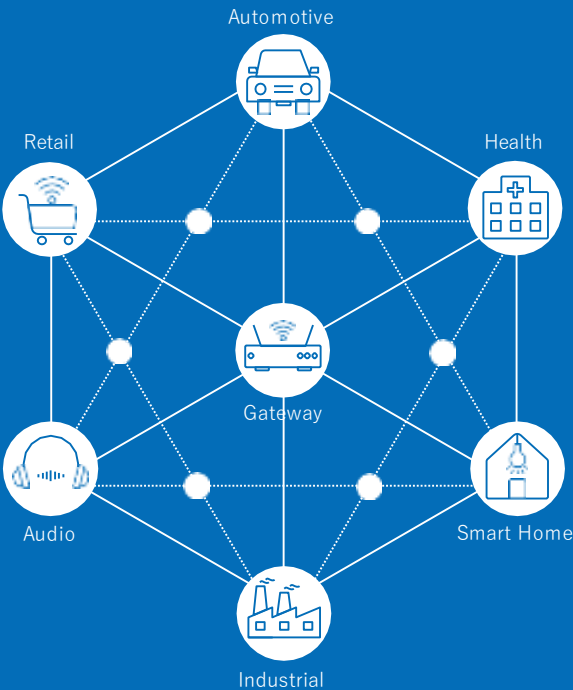 Automotive
Retail
Health
Gateway
Audio
Smart Home
Industrial